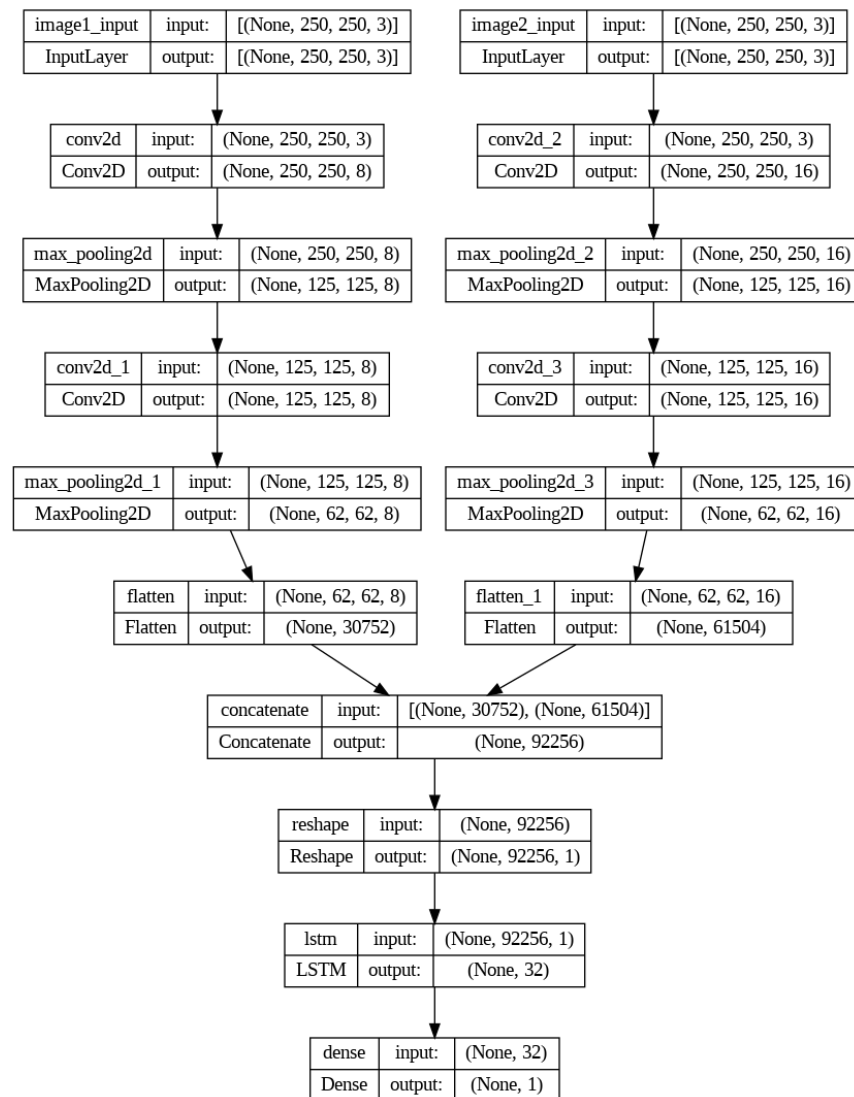 image1_input input: [(None, 250, 250, 3)]
InputLayer output: [(None, 250, 250, 3)]
image2_input input: [(None, 250, 250, 3)]
InputLayer output: [(None, 250, 250, 3)]
conv2d input: (None, 250, 250, 3)
Conv2D output: (None, 250, 250, 8)
conv2d_2 input: (None, 250, 250, 3)
Conv2D output: (None, 250, 250, 16)
max_pooling2d input: (None, 250, 250, 8)
MaxPooling2D output: (None, 125, 125, 8)
max_pooling2d_2 input: (None, 250, 250, 16)
MaxPooling2D output: (None, 125, 125, 16)
conv2d_1 input: (None, 125, 125, 8)
Conv2D output: (None, 125, 125, 8)
conv2d_3 input: (None, 125, 125, 16)
Conv2D output: (None, 125, 125, 16)
max_pooling2d_1 input: (None, 125, 125, 8)
MaxPooling2D output: (None, 62, 62, 8)
max_pooling2d_3 input: (None, 125, 125, 16)
MaxPooling2D output: (None, 62, 62, 16)
flatten input: (None, 62, 62, 8)
Flatten output: (None, 30752)
flatten_1 input: (None, 62, 62, 16)
Flatten output: (None, 61504)
concatenate input: [(None, 30752), (None, 61504)]
Concatenate output: (None, 92256)
reshape input: (None, 92256)
Reshape output: (None, 92256, 1)
lstm input: (None, 92256, 1)
LSTM output: (None, 32)
dense input: (None, 32)
Dense output: (None, 1)